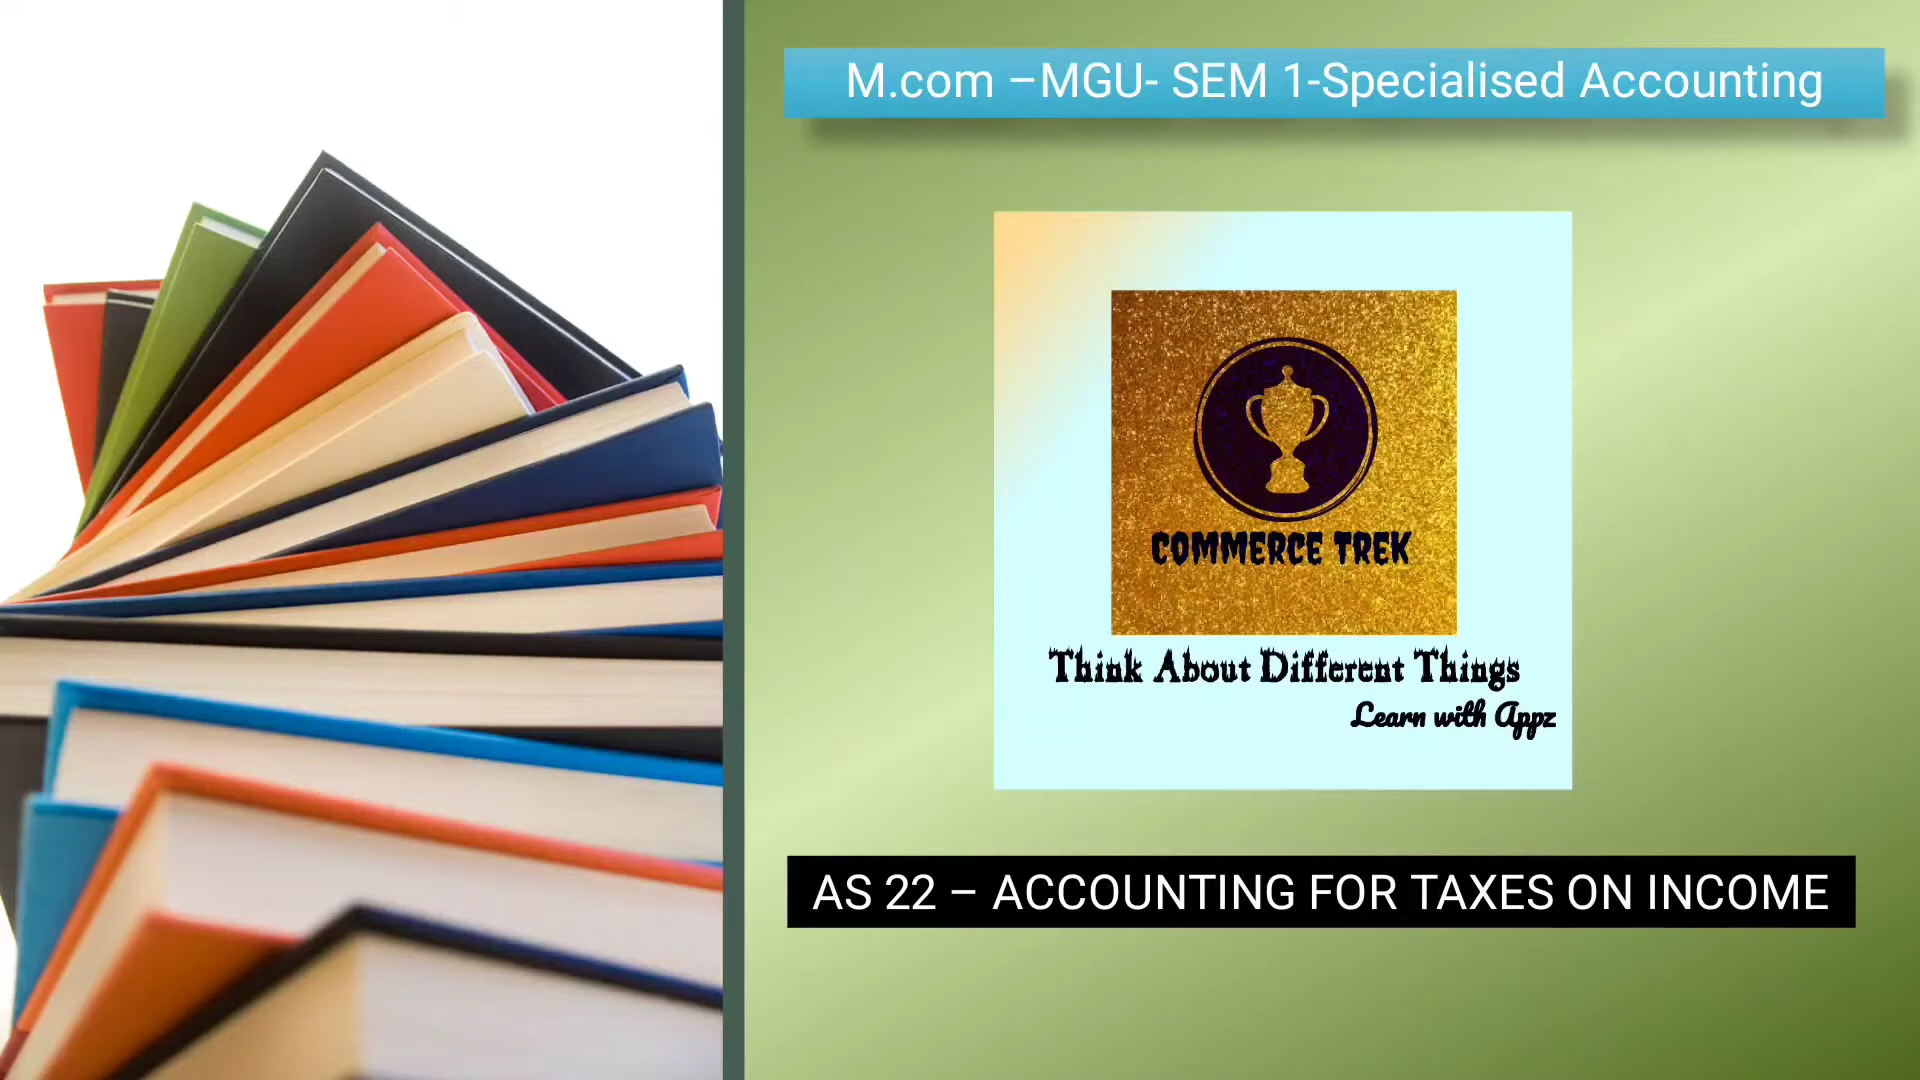 M.com –MGU- SEM 1-Specialised Accounting
COMMERCE TREK
Think About Different Things
Learn with Appz
AS 22 – ACCOUNTING FOR TAXES ON INCOME